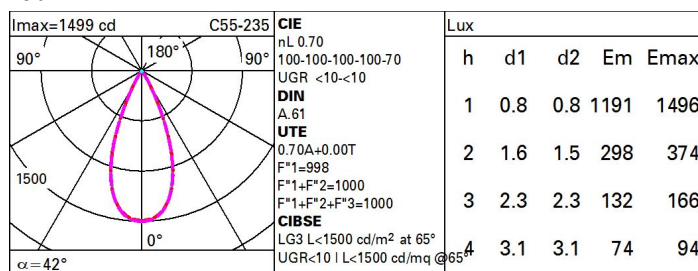 Imax=1499 cd C55-235
90° 180° 90°
1500
0°
α=42°
CIE
nL 0.70
100-100-100-100-70
UGR <10-<10
DIN
A.61
UTE
0.70A+0.00T
F"1=998
F"1+F"2=1000
F"1+F"2+F"3=1000
CIBSE
LG3 L<1500 cd/m² at 65°
UGR<10 | L<1500 cd/mq @65°
Lux
h d1 d2 Em Emax
1 0.8 0.8 1191 1496
2 1.6 1.5 298 374
3 2.3 2.3 132 166
4 3.1 3.1 74 94